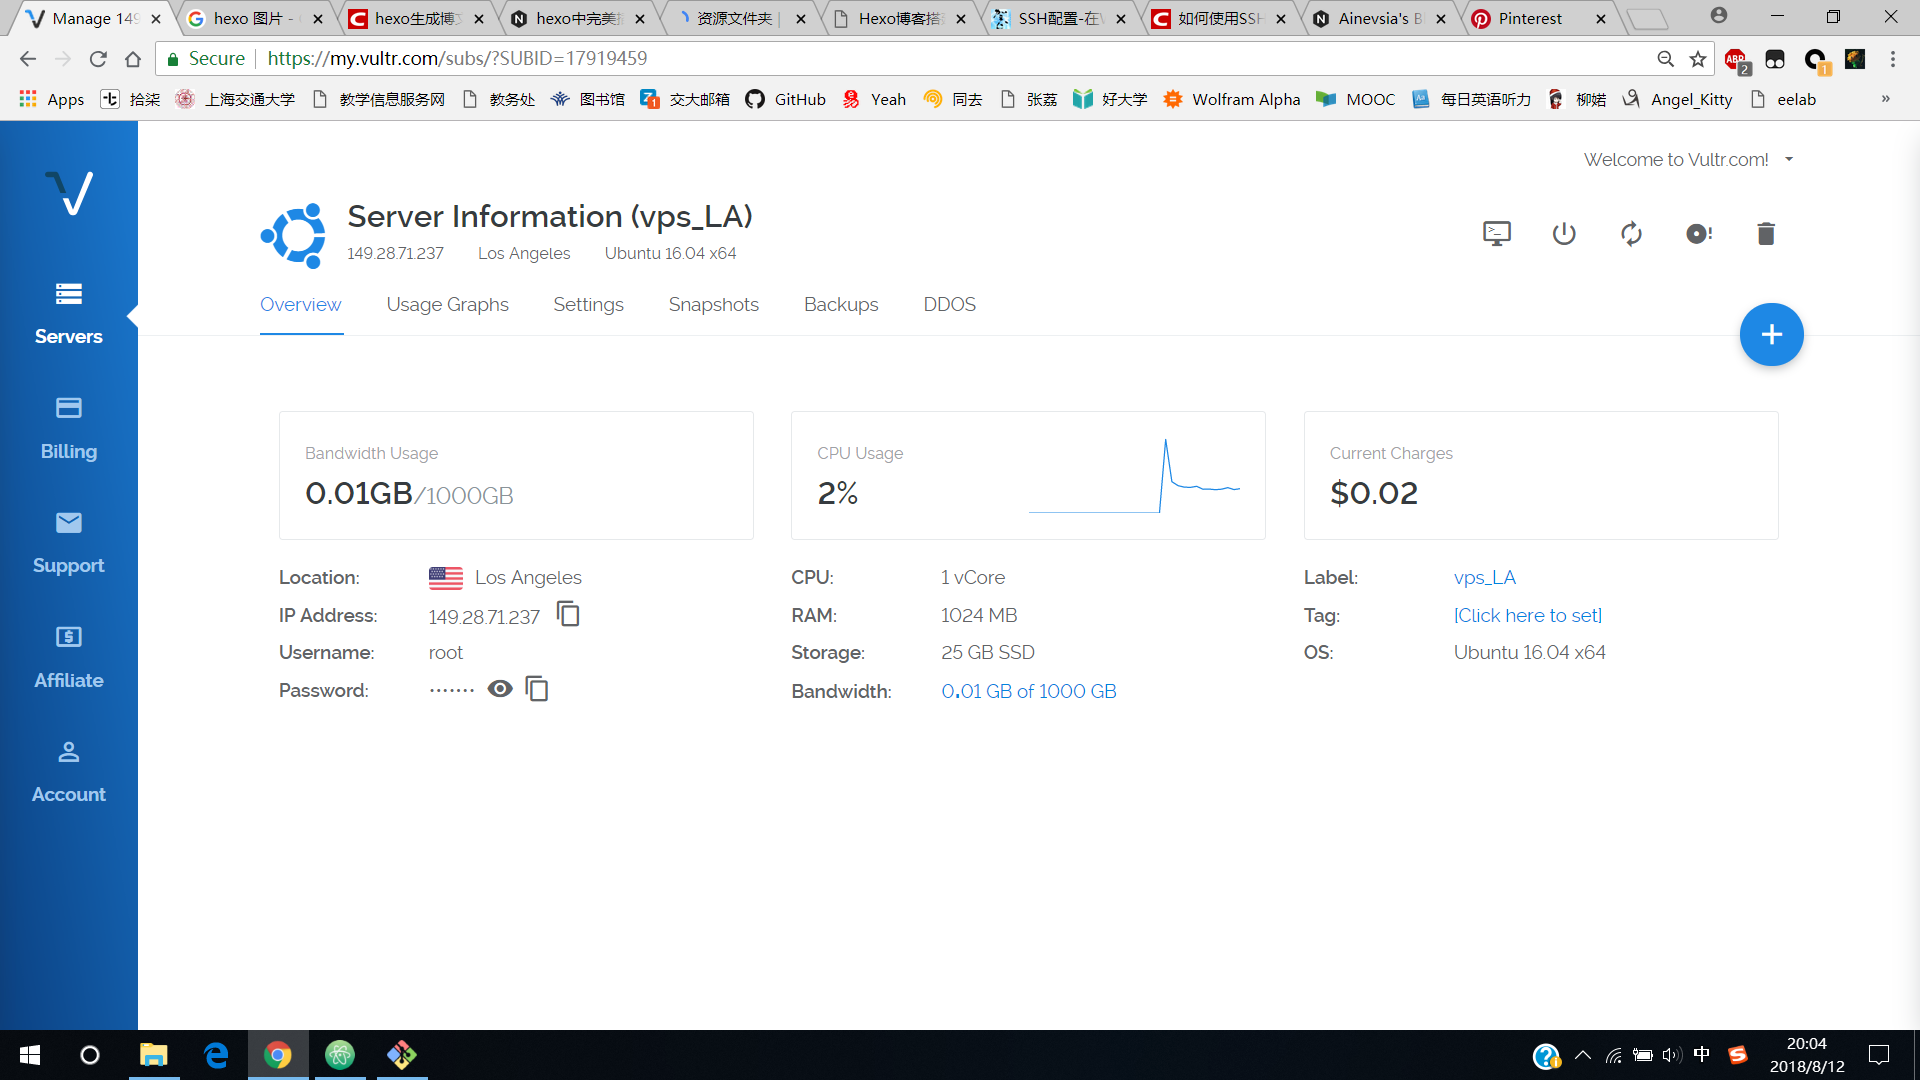 Manage 149
hexo 图片 -
hexo生成博文
hexo中完美
资源文件夹 |
Hexo博客搭
SSH配置-在
如何使用SSH
Ainevsia's B
Pinterest
Secure
https://my.vultr.com/subs/?SUBID=17919459
2
1
Apps
拾柒
上海交通大学
教学信息服务网
教务处
图书馆
交大邮箱
GitHub
Yeah
同去
张荔
好大学
Wolfram Alpha
MOOC
每日英语听力
柳婼
Angel_Kitty
eelab
»
Welcome to Vultr.com!
Server Information (vps_LA)
149.28.71.237 Los Angeles Ubuntu 16.04 x64
Overview Usage Graphs Settings Snapshots Backups DDOS
Servers
Billing
Support
Affiliate
Account
Bandwidth Usage
0.01GB/1000GB
CPU Usage
2%
Current Charges
$0.02
Location: Los Angeles
IP Address: 149.28.71.237
Username: root
Password: ·······
CPU: 1 vCore
RAM: 1024 MB
Storage: 25 GB SSD
Bandwidth: 0.01 GB of 1000 GB
Label: vps_LA
Tag: [Click here to set]
OS: Ubuntu 16.04 x64
中
20:04
2018/8/12